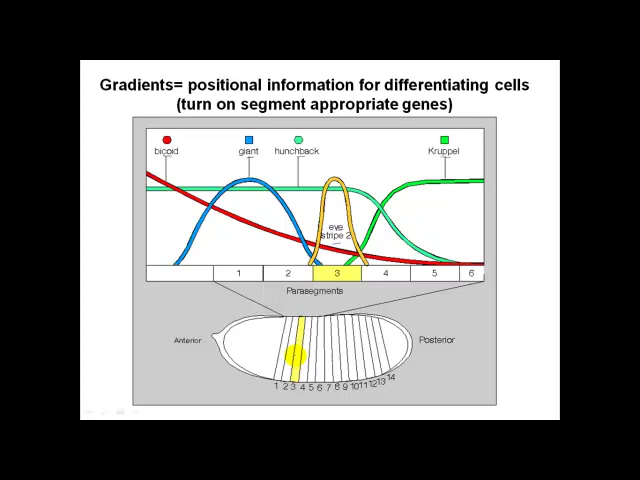 Gradients= positional information for differentiating cells
(turn on segment appropriate genes)
bicoid giant hunchback Kruppel
eve
stripe 2
1 2 3 4 5 6
Parasegments
Anterior Posterior
1 2 3 4 5 6 7 8 9 10 11 12 13 14